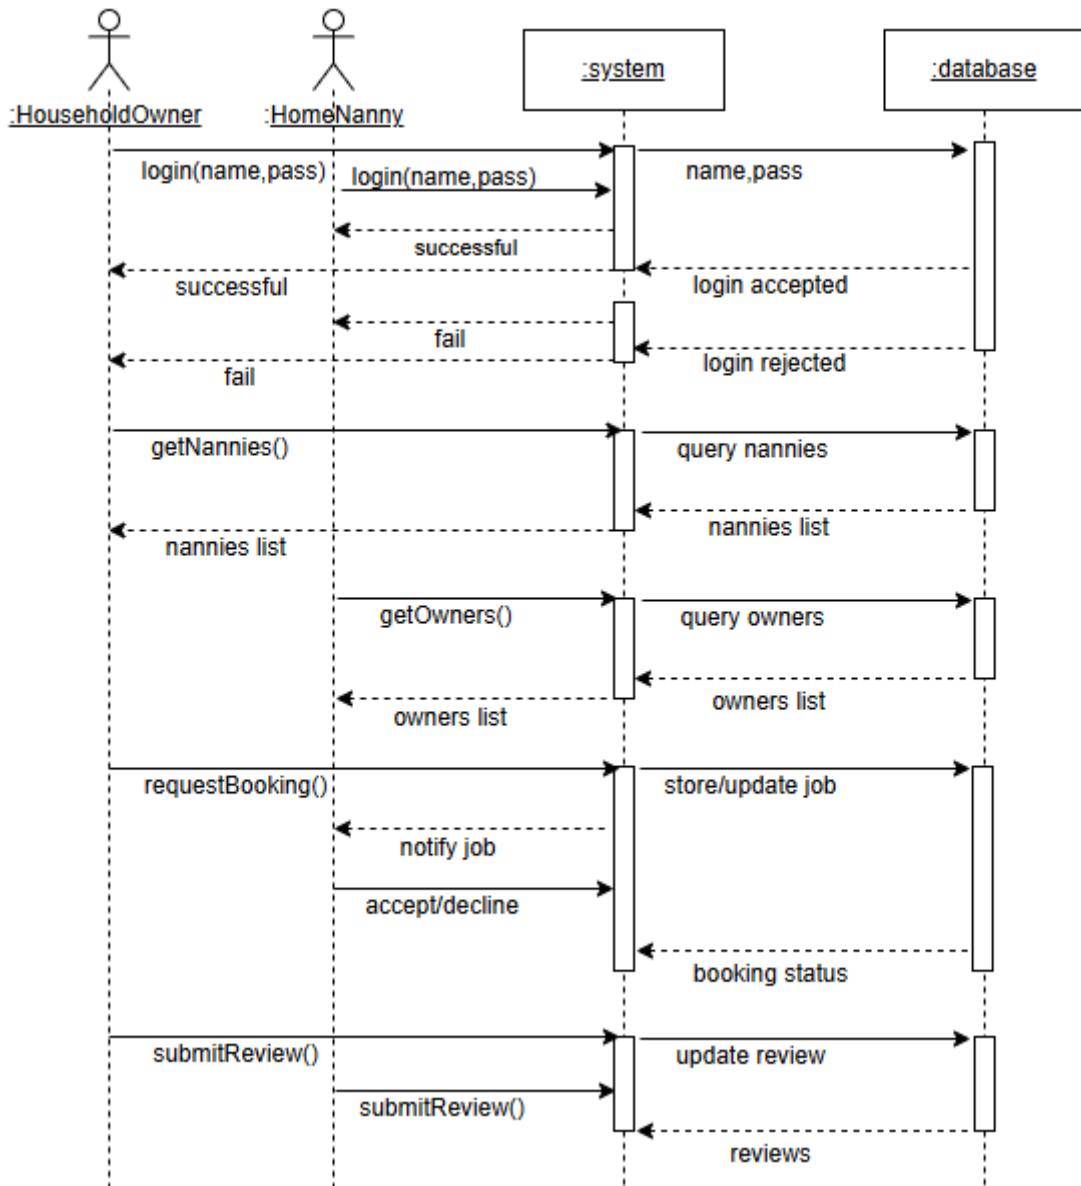 :system
:database
:HouseholdOwner
:HomeNanny
login(name,pass)
login(name,pass)
name,pass
successful
successful
login accepted
fail
fail
login rejected
getNannies()
query nannies
nannies list
nannies list
getOwners()
query owners
owners list
owners list
requestBooking()
store/update job
notify job
accept/decline
booking status
submitReview()
update review
submitReview()
reviews